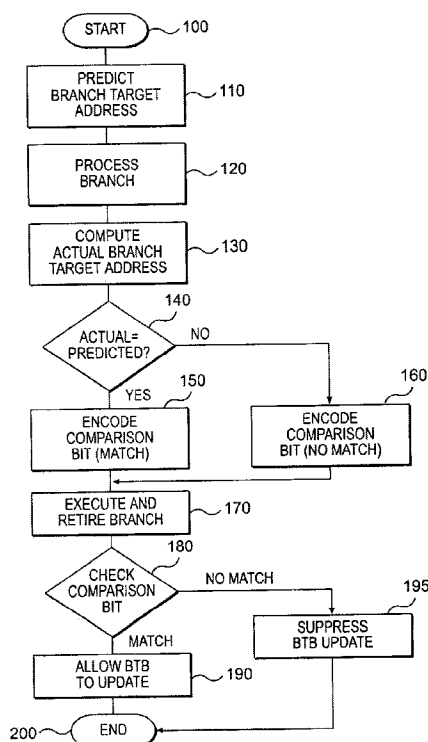 START
100
PREDICT
BRANCH TARGET
ADDRESS
110
PROCESS
BRANCH
120
COMPUTE
ACTUAL BRANCH
TARGET ADDRESS
130
140
ACTUAL=
PREDICTED?
NO
YES
150
160
ENCODE
COMPARISON
BIT (MATCH)
ENCODE
COMPARISON
BIT (NO MATCH)
EXECUTE AND
RETIRE BRANCH
170
180
CHECK
COMPARISON
BIT
NO MATCH
195
MATCH
SUPPRESS
BTB UPDATE
ALLOW BTB
TO UPDATE
190
200
END